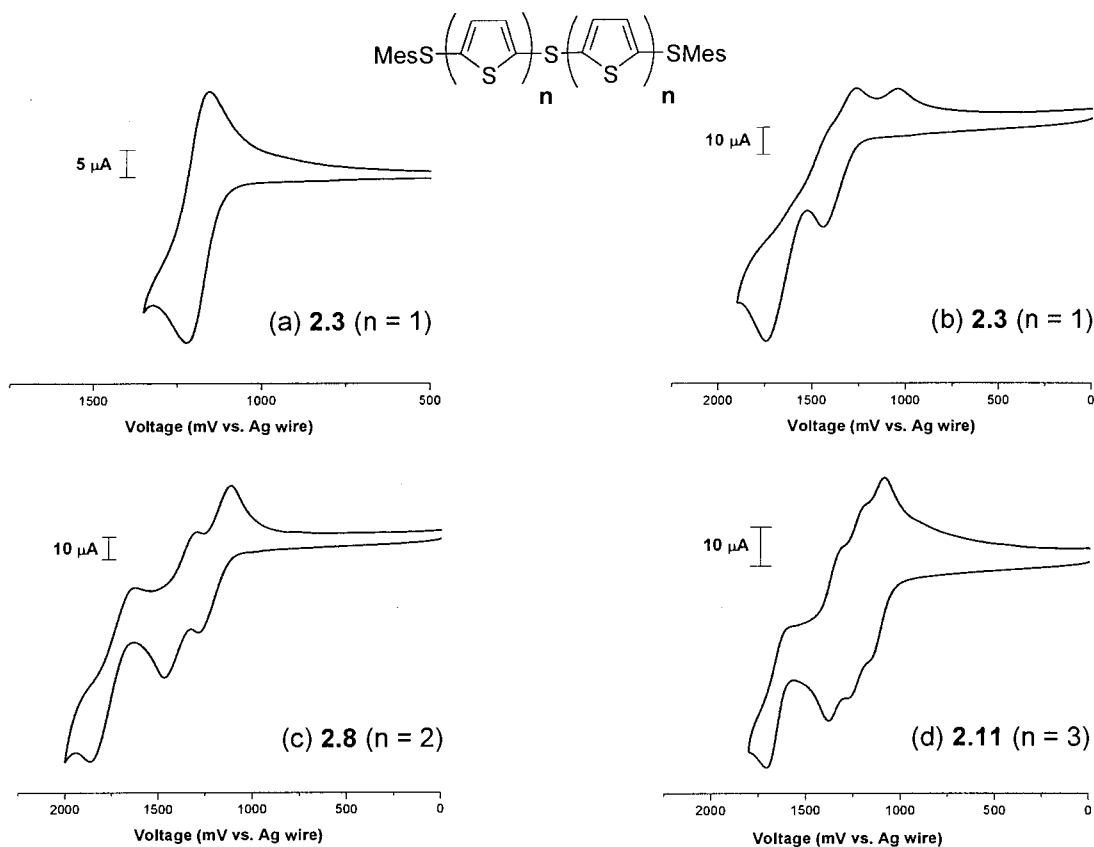 MesS S SMes
S S
n n
5 µA
10 µA
(a) 2.3 (n = 1)
(b) 2.3 (n = 1)
1500 1000 500
2000 1500 1000 500 0
Voltage (mV vs. Ag wire)
Voltage (mV vs. Ag wire)
10 µA
10 µA
(c) 2.8 (n = 2)
(d) 2.11 (n = 3)
2000 1500 1000 500 0
2000 1500 1000 500 0
Voltage (mV vs. Ag wire)
Voltage (mV vs. Ag wire)